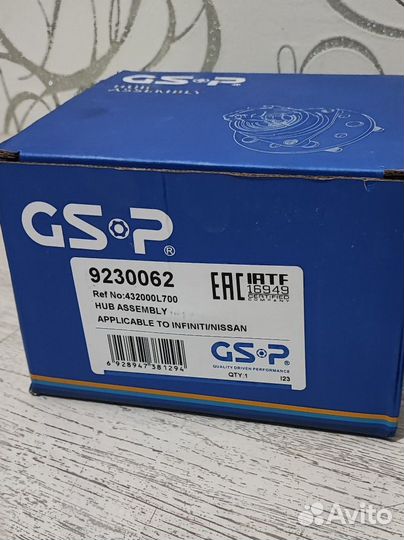 GSP
HUB
ASSEMBLY
GSP®
9230062
Ref No:432000L700
HUB ASSEMBLY
APPLICABLE TO INFINITI/NISSAN
EAC IATF
16949
CERTIFIED
COMPANY
GSP
QUALITY DRIVEN PERFORMANCE
QTY:1 I23
6 928947 381294
Avito